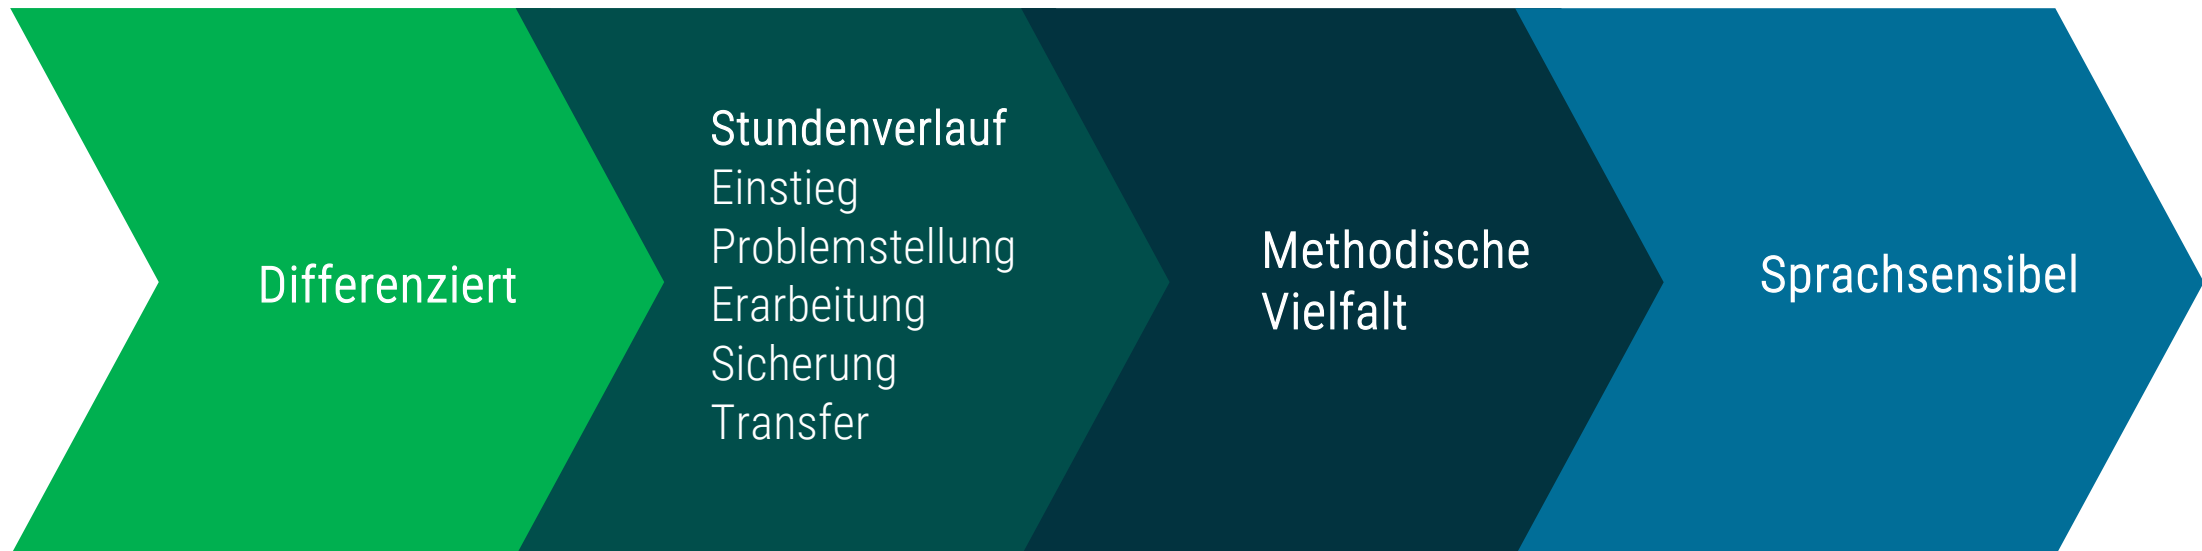 Differenziert
Stundenverlauf
Einstieg
Problemstellung
Erarbeitung
Sicherung
Transfer
Methodische
Vielfalt
Sprachsensibel